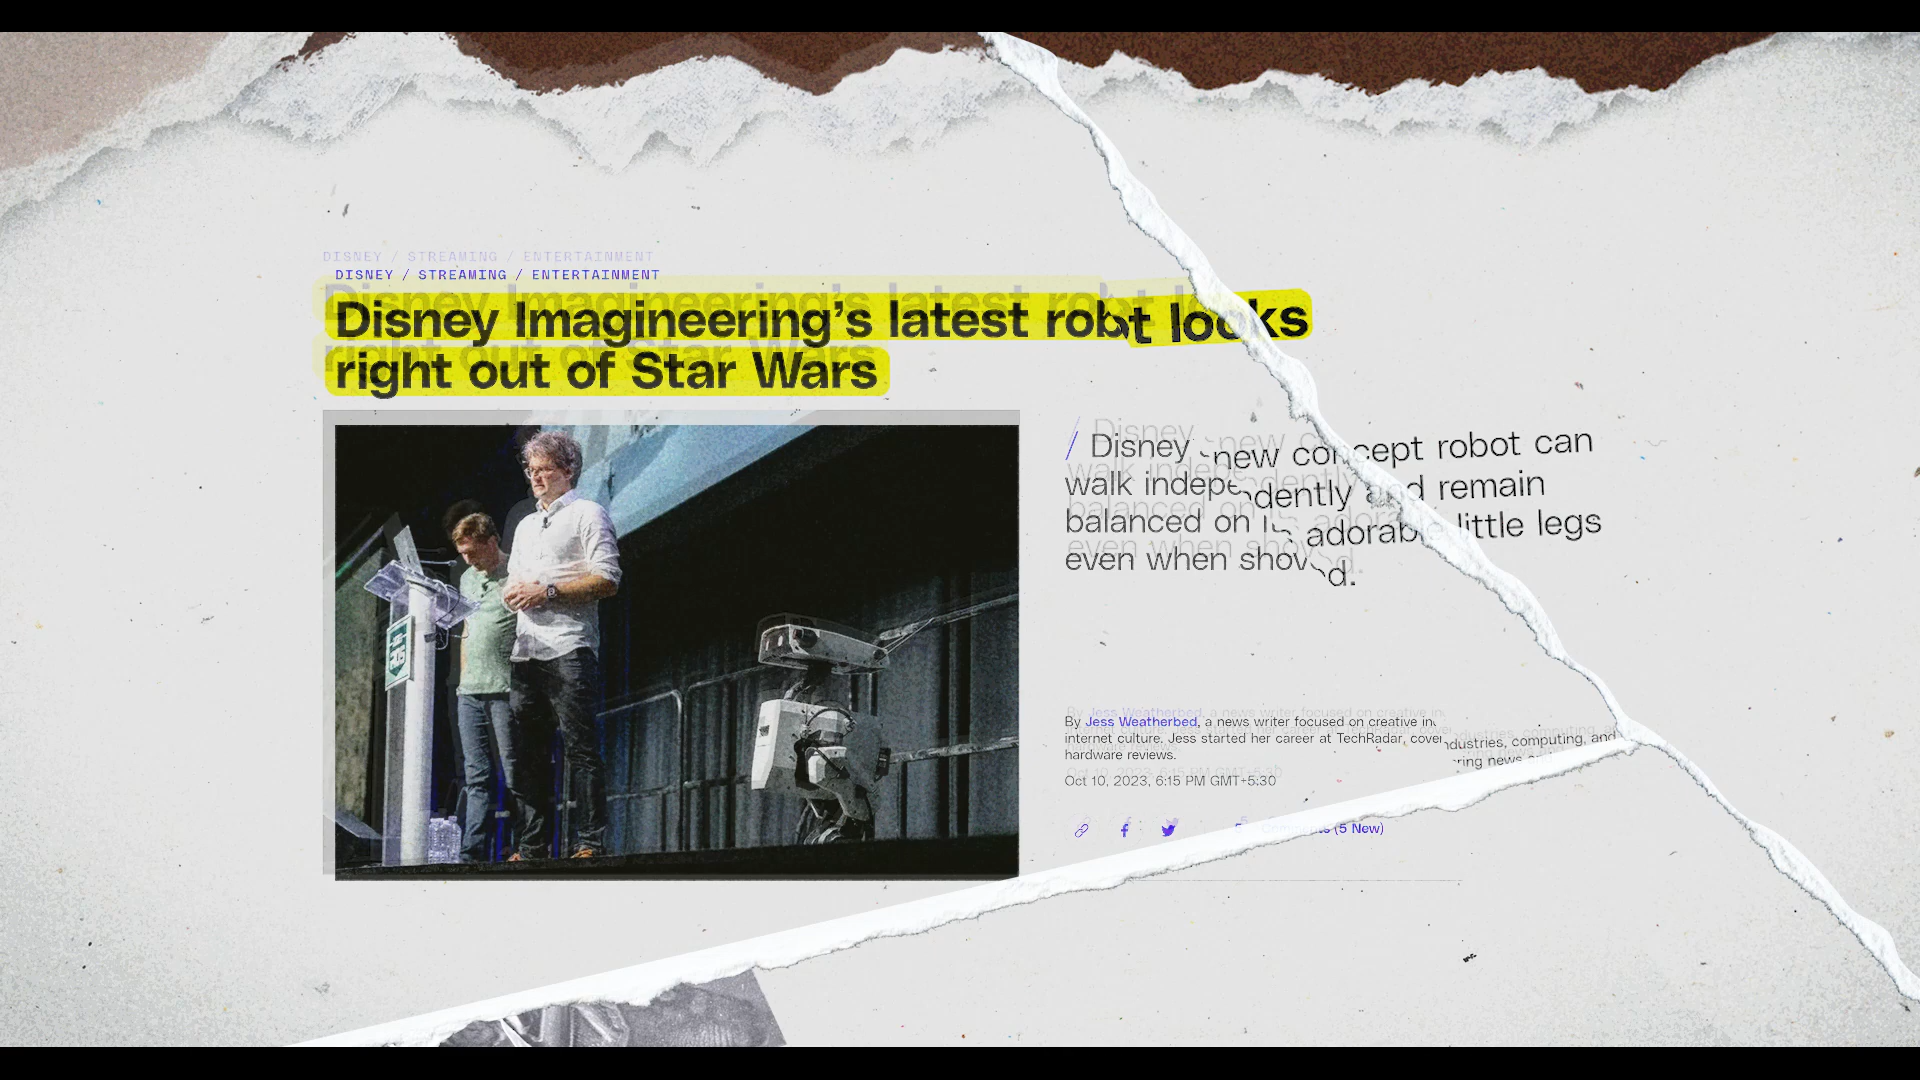 DISNEY / STREAMING / ENTERTAINMENT
Disney Imagineering’s latest robot looks
right out of Star Wars
/ Disney new concept robot can
walk independently and remain
balanced on its adorable little legs
even when shoved.
By Jess Weatherbed, a news writer focused on creative industries, computing, and
internet culture. Jess started her career at TechRadar, covering news and
hardware reviews.
Oct 10, 2023, 6:15 PM GMT+5:30
(5 New)